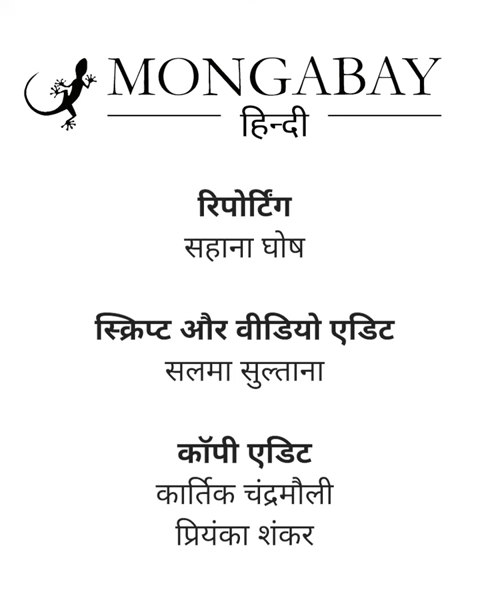 MONGABAY
हिन्दी
रिपोर्टिंग
सहाना घोष
स्क्रिप्ट और वीडियो एडिट
सलमा सुल्ताना
कॉपी एडिट
कार्तिक चंद्रमौली
प्रियंका शंकर